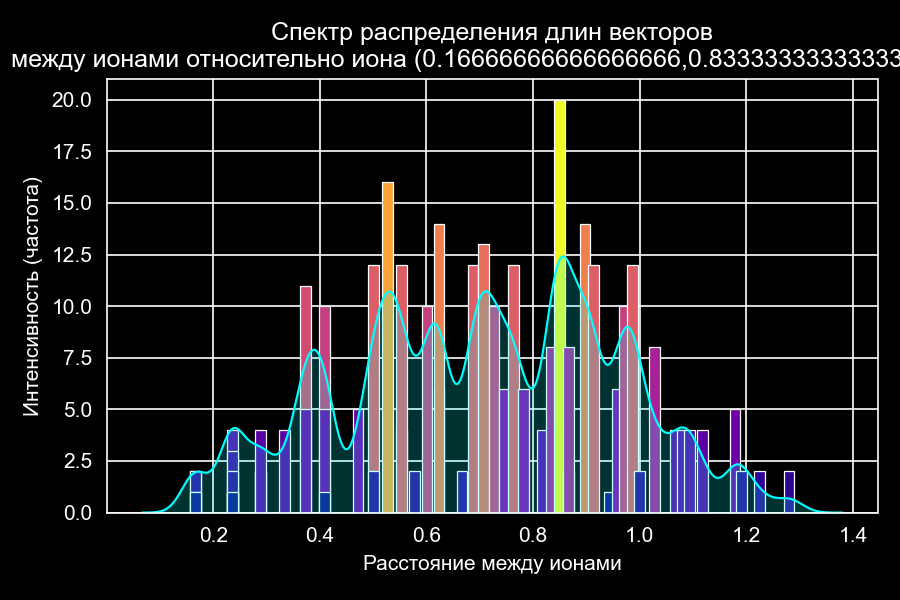 Спектр распределения длин векторов
между ионами относительно иона (0.16666666666666666,0.83333333333333
20.0
17.5
15.0
12.5
10.0
7.5
5.0
2.5
0.0
Интенсивность (частота)
0.2 0.4 0.6 0.8 1.0 1.2 1.4
Расстояние между ионами